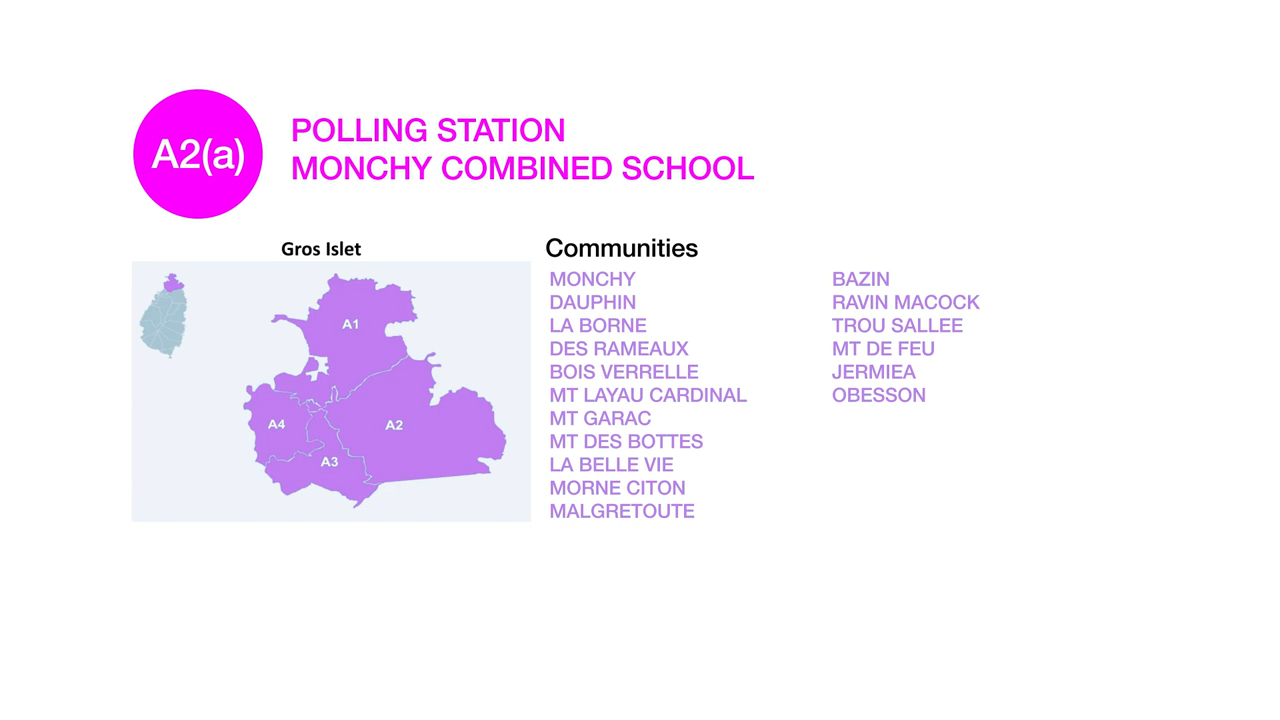 A2(a)
POLLING STATION
MONCHY COMBINED SCHOOL
Gros Islet
A1
A4
A2
A3
Communities
MONCHY
DAUPHIN
LA BORNE
DES RAMEAUX
BOIS VERRELLE
MT LAYAU CARDINAL
MT GARAC
MT DES BOTTES
LA BELLE VIE
MORNE CITON
MALGRETOUTE
BAZIN
RAVIN MACOCK
TROU SALLEE
MT DE FEU
JERMIEA
OBESSON